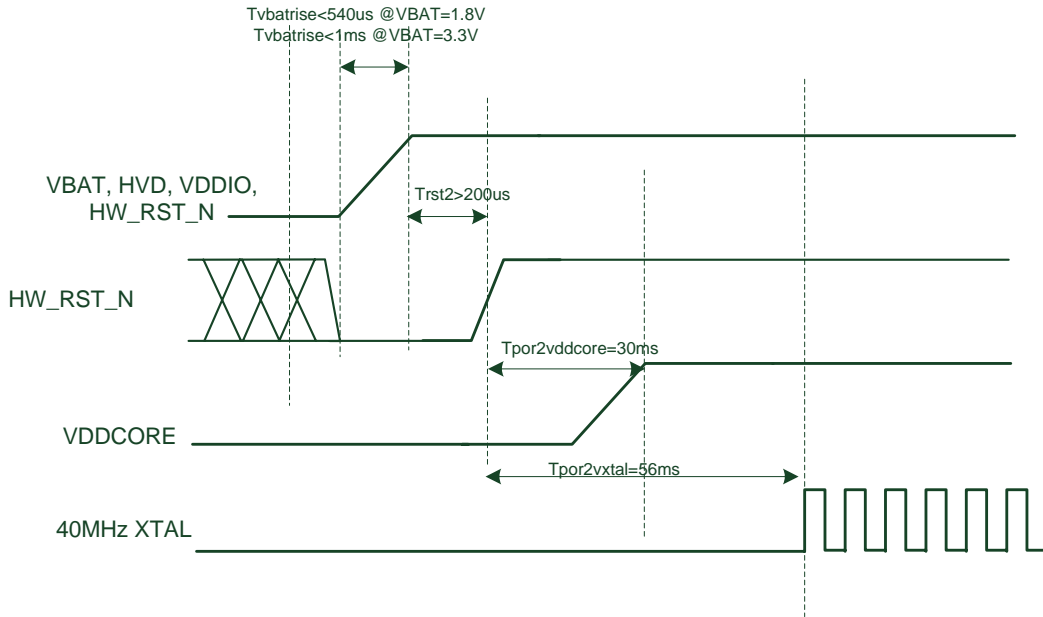 Tvbatrise<540us @VBAT=1.8V
Tvbatrise<1ms @VBAT=3.3V
VBAT, HVD, VDDIO,
HW_RST_N
Trst2>200us
HW_RST_N
Tpor2vddcore=30ms
VDDCORE
Tpor2vxtal=56ms
40MHz XTAL